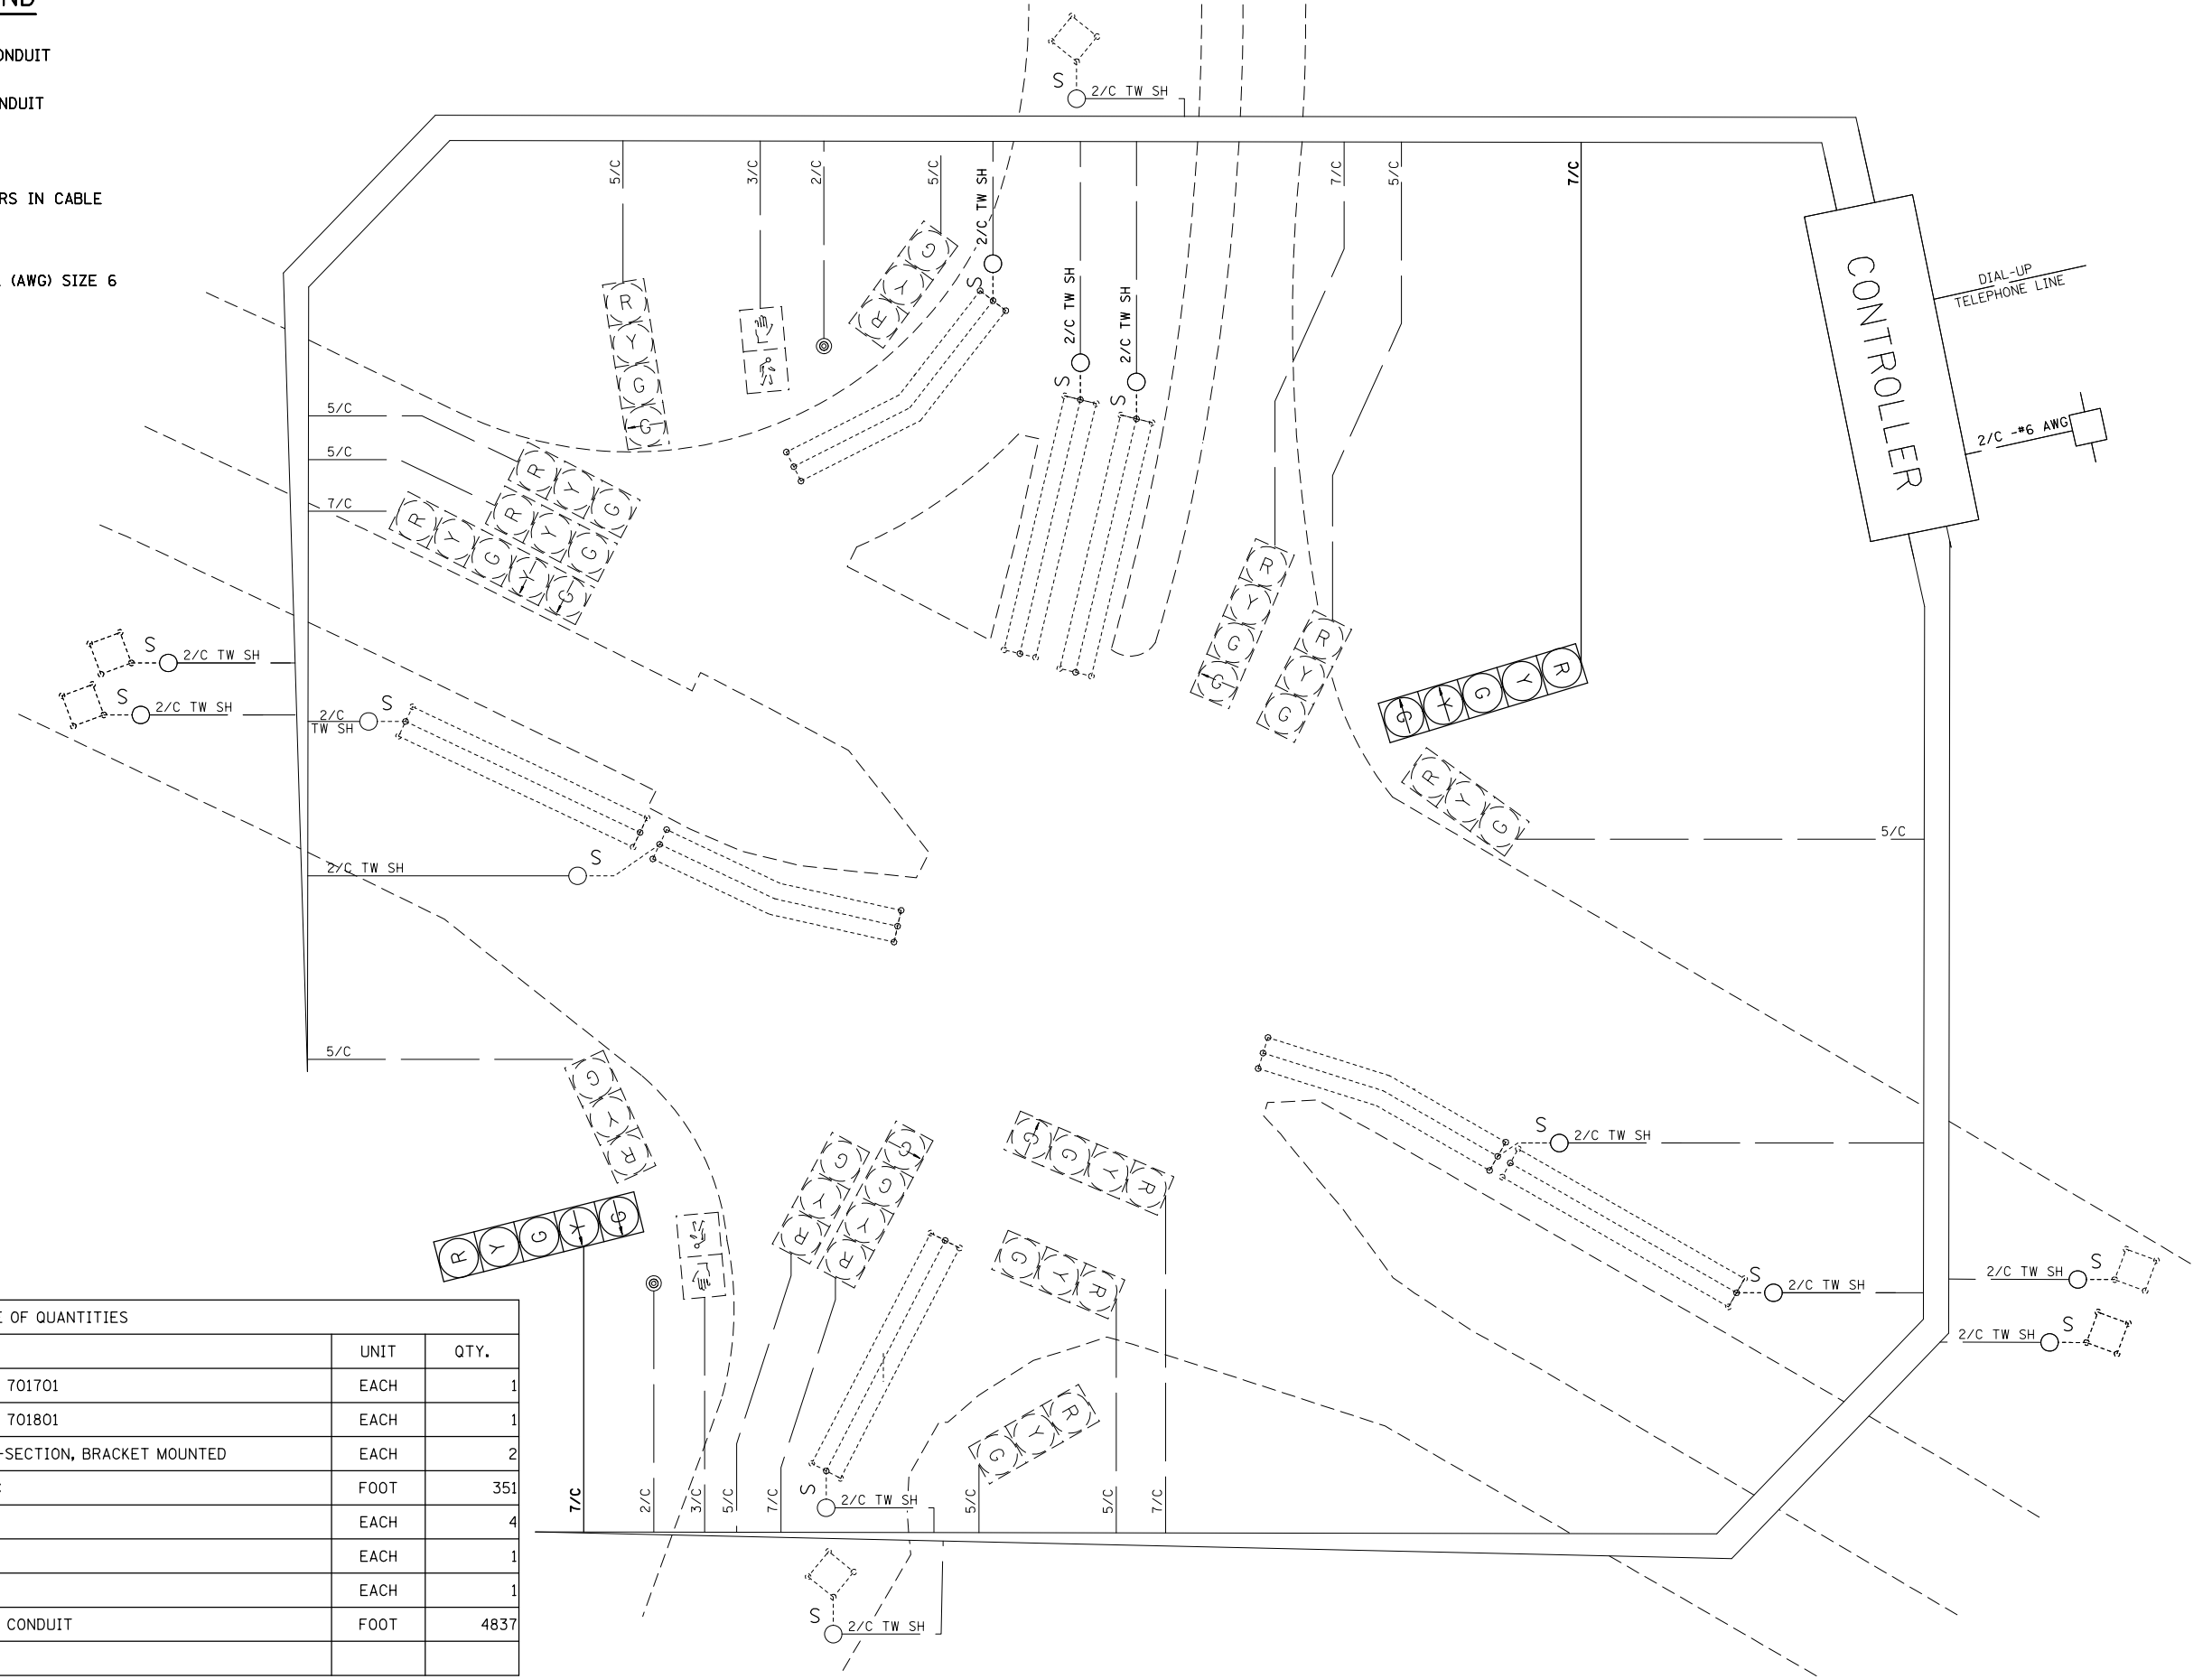 ONDUIT
NDUIT
RS IN CABLE
(AWG) SIZE 6
S
2/C TW SH
5/C
3/C
2/C
5/C
2/C TW SH
7/C
5/C
7/C
S
2/C TW SH
2/C TW SH
S
S
CONTROLLER
DIAL-UP
TELEPHONE LINE
2/C -#6 AWG
R Y G G
R Y G
5/C
5/C
7/C
R Y G
R Y G
R Y G Y G
R Y G G
R Y G
R Y G Y G
R Y G
5/C
S
2/C TW SH
S
2/C TW SH
2/C
TW SH
S
2/C TW SH
S
5/C
R Y G
R Y G Y G
R Y G
R Y G G
R Y G G
R Y G
R Y G
S
2/C TW SH
S
2/C TW SH
2/C TW SH
S
2/C TW SH
S
7/C
2/C
3/C
5/C
7/C
S
2/C TW SH
5/C
5/C
7/C
S
2/C TW SH
E OF QUANTITIES
UNIT QTY.
701701 EACH 1
701801 EACH 1
-SECTION, BRACKET MOUNTED EACH 2
FOOT 351
EACH 4
EACH 1
EACH 1
CONDUIT FOOT 4837